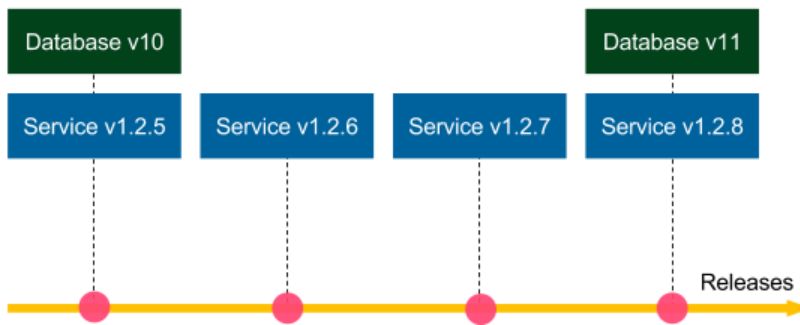 Database v10
Database v11
Service v1.2.5
Service v1.2.6
Service v1.2.7
Service v1.2.8
Releases